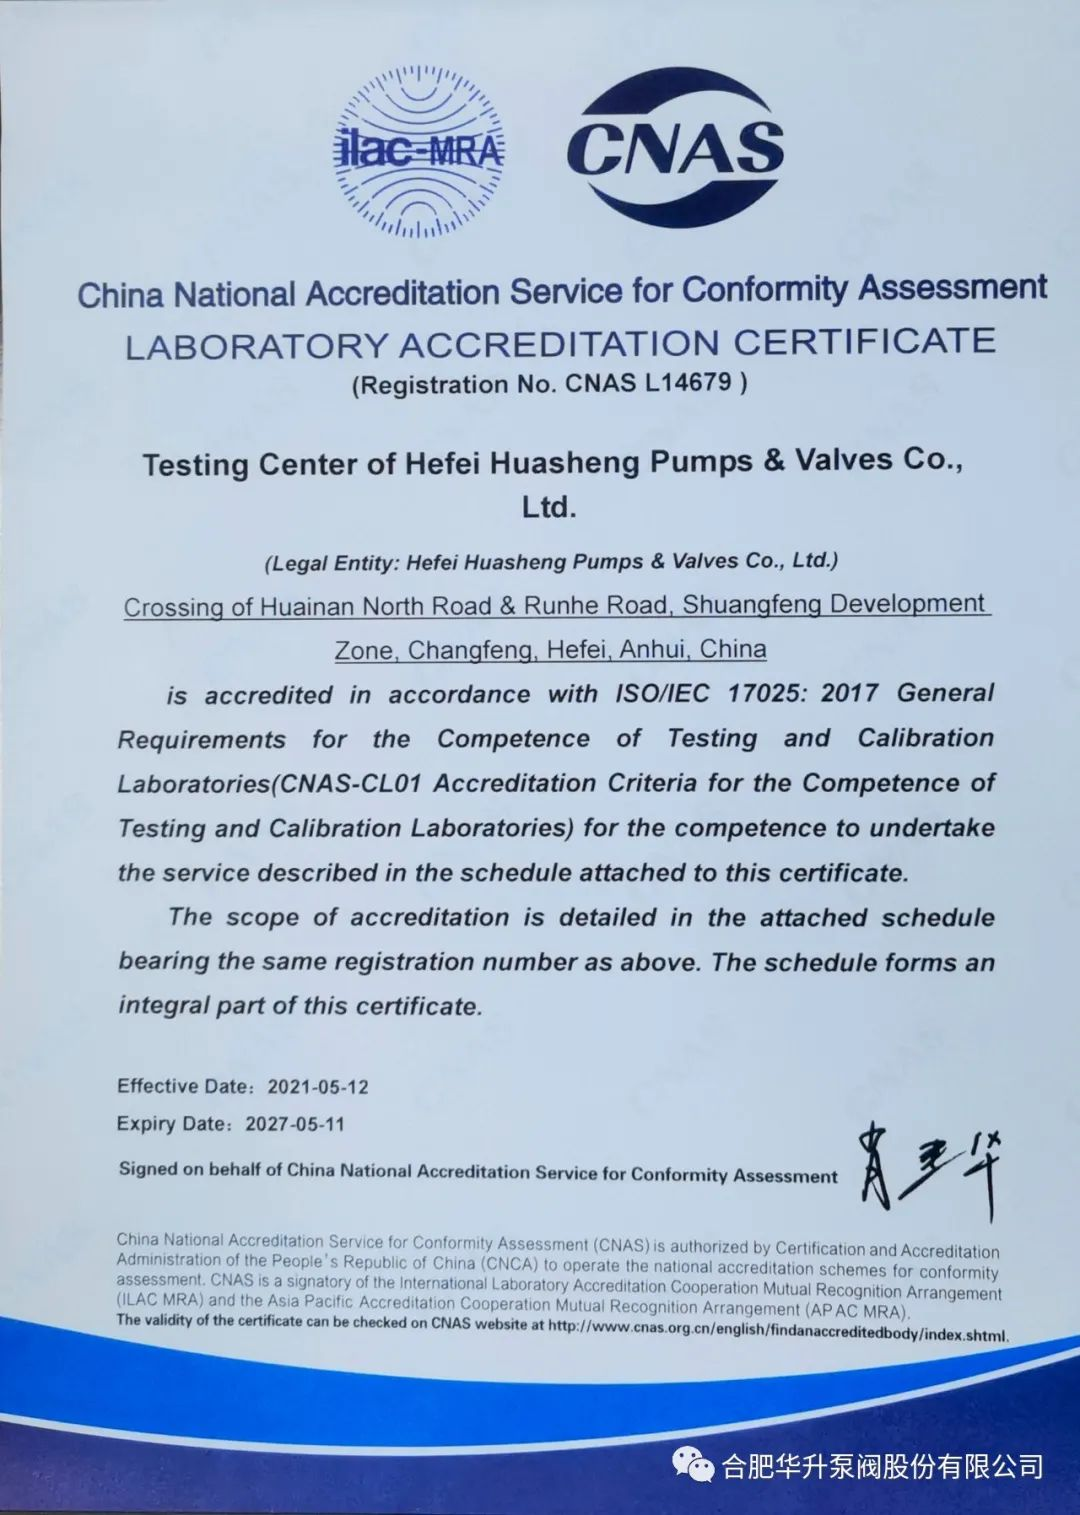 ilac-MRA
CNAS
China National Accreditation Service for Conformity Assessment
LABORATORY ACCREDITATION CERTIFICATE
(Registration No. CNAS L14679 )
Testing Center of Hefei Huasheng Pumps & Valves Co.,
Ltd.
(Legal Entity: Hefei Huasheng Pumps & Valves Co., Ltd.)
Crossing of Huainan North Road & Runhe Road, Shuangfeng Development
Zone, Changfeng, Hefei, Anhui, China
is accredited in accordance with ISO/IEC 17025: 2017 General
Requirements for the Competence of Testing and Calibration
Laboratories(CNAS-CL01 Accreditation Criteria for the Competence of
Testing and Calibration Laboratories) for the competence to undertake
the service described in the schedule attached to this certificate.
The scope of accreditation is detailed in the attached schedule
bearing the same registration number as above. The schedule forms an
integral part of this certificate.
Effective Date: 2021-05-12
Expiry Date: 2027-05-11
Signed on behalf of China National Accreditation Service for Conformity Assessment
China National Accreditation Service for Conformity Assessment (CNAS) is authorized by Certification and Accreditation
Administration of the People's Republic of China (CNCA) to operate the national accreditation schemes for conformity
assessment. CNAS is a signatory of the International Laboratory Accreditation Cooperation Mutual Recognition Arrangement
(ILAC MRA) and the Asia Pacific Accreditation Cooperation Mutual Recognition Arrangement (APAC MRA).
The validity of the certificate can be checked on CNAS website at http://www.cnas.org.cn/english/findanaccreditedbody/index.shtml.
合肥华升泵阀股份有限公司